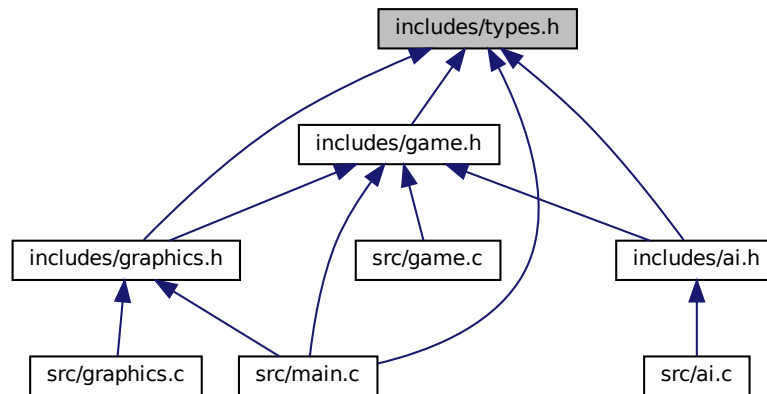 includes/types.h
includes/game.h
includes/graphics.h
src/game.c
includes/ai.h
src/graphics.c
src/main.c
src/ai.c